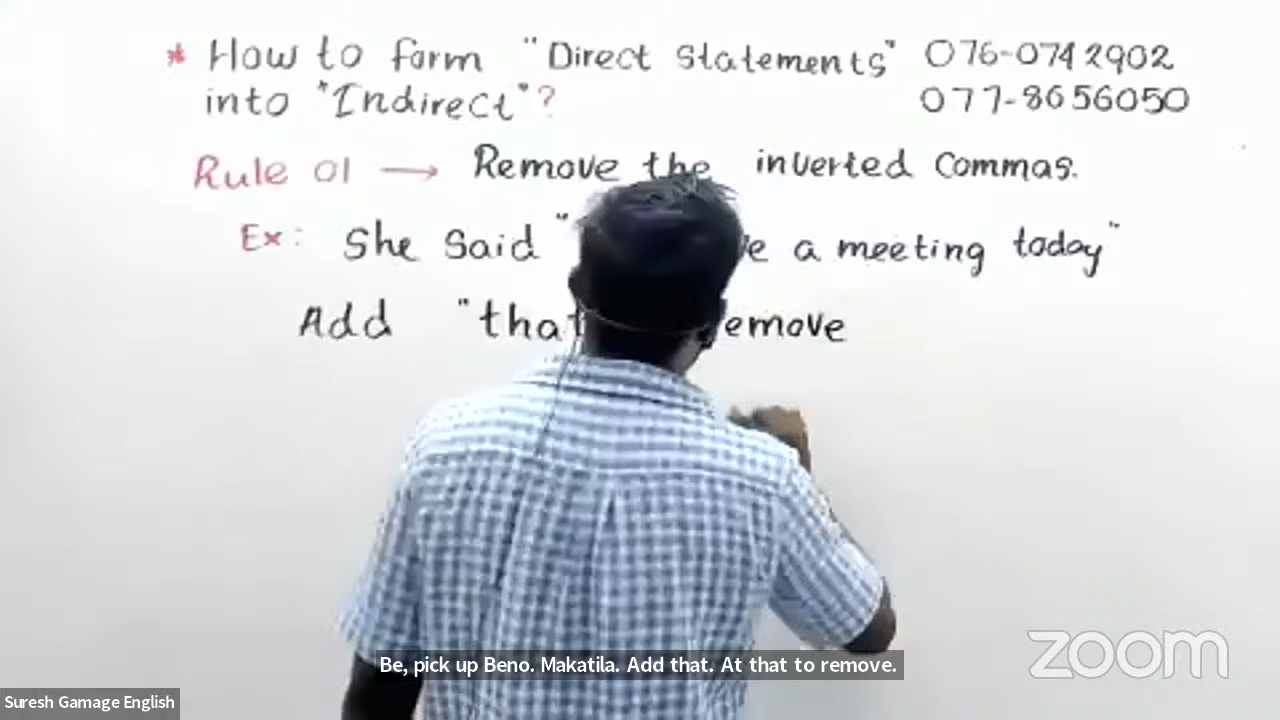 * How to form "Direct Statements" 076-0742902
into "Indirect"? 077-8656050
Rule 01 → Remove the inverted commas.
Ex: She Said " a meeting today"
Add "that
Be, pick up Beno. Makatila. Add that. At that to remove.
Suresh Gamage English
zoom